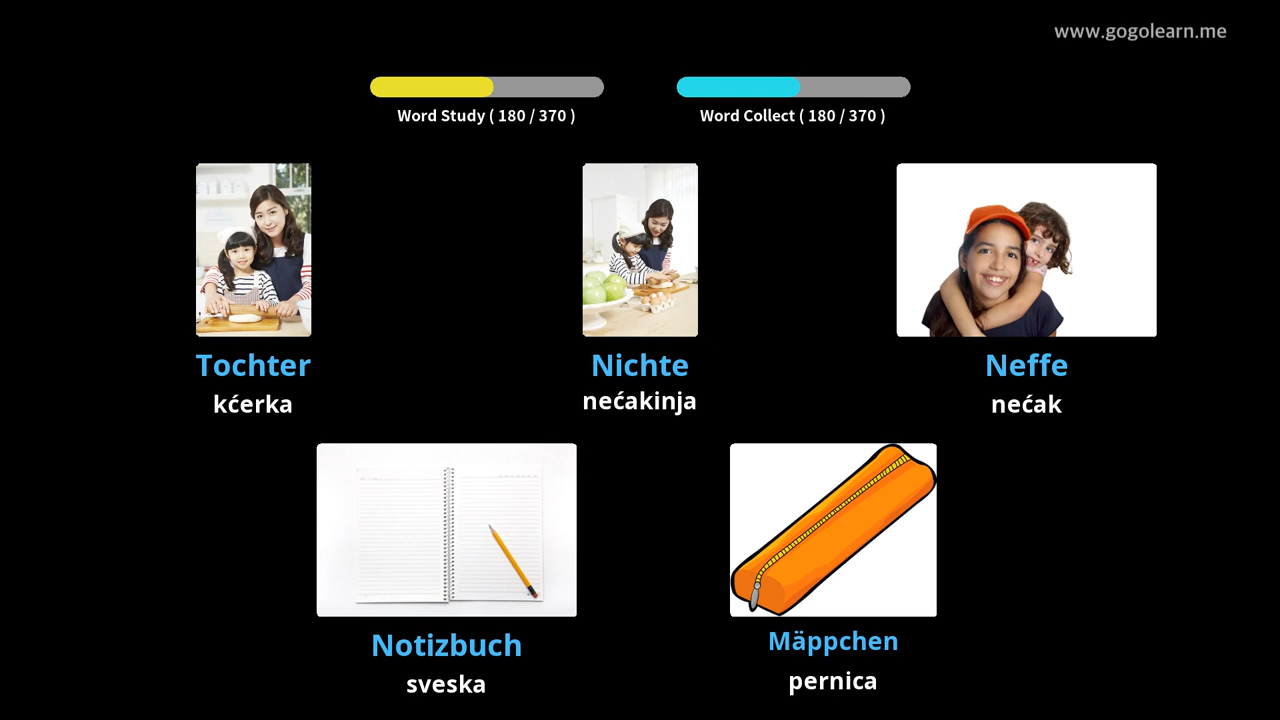 www.gogolearn.me
Word Study ( 180 / 370 )
Word Collect ( 180 / 370 )
Tochter
kćerka
Nichte
nećakinja
Neffe
nećak
Notizbuch
sveska
Mäppchen
pernica